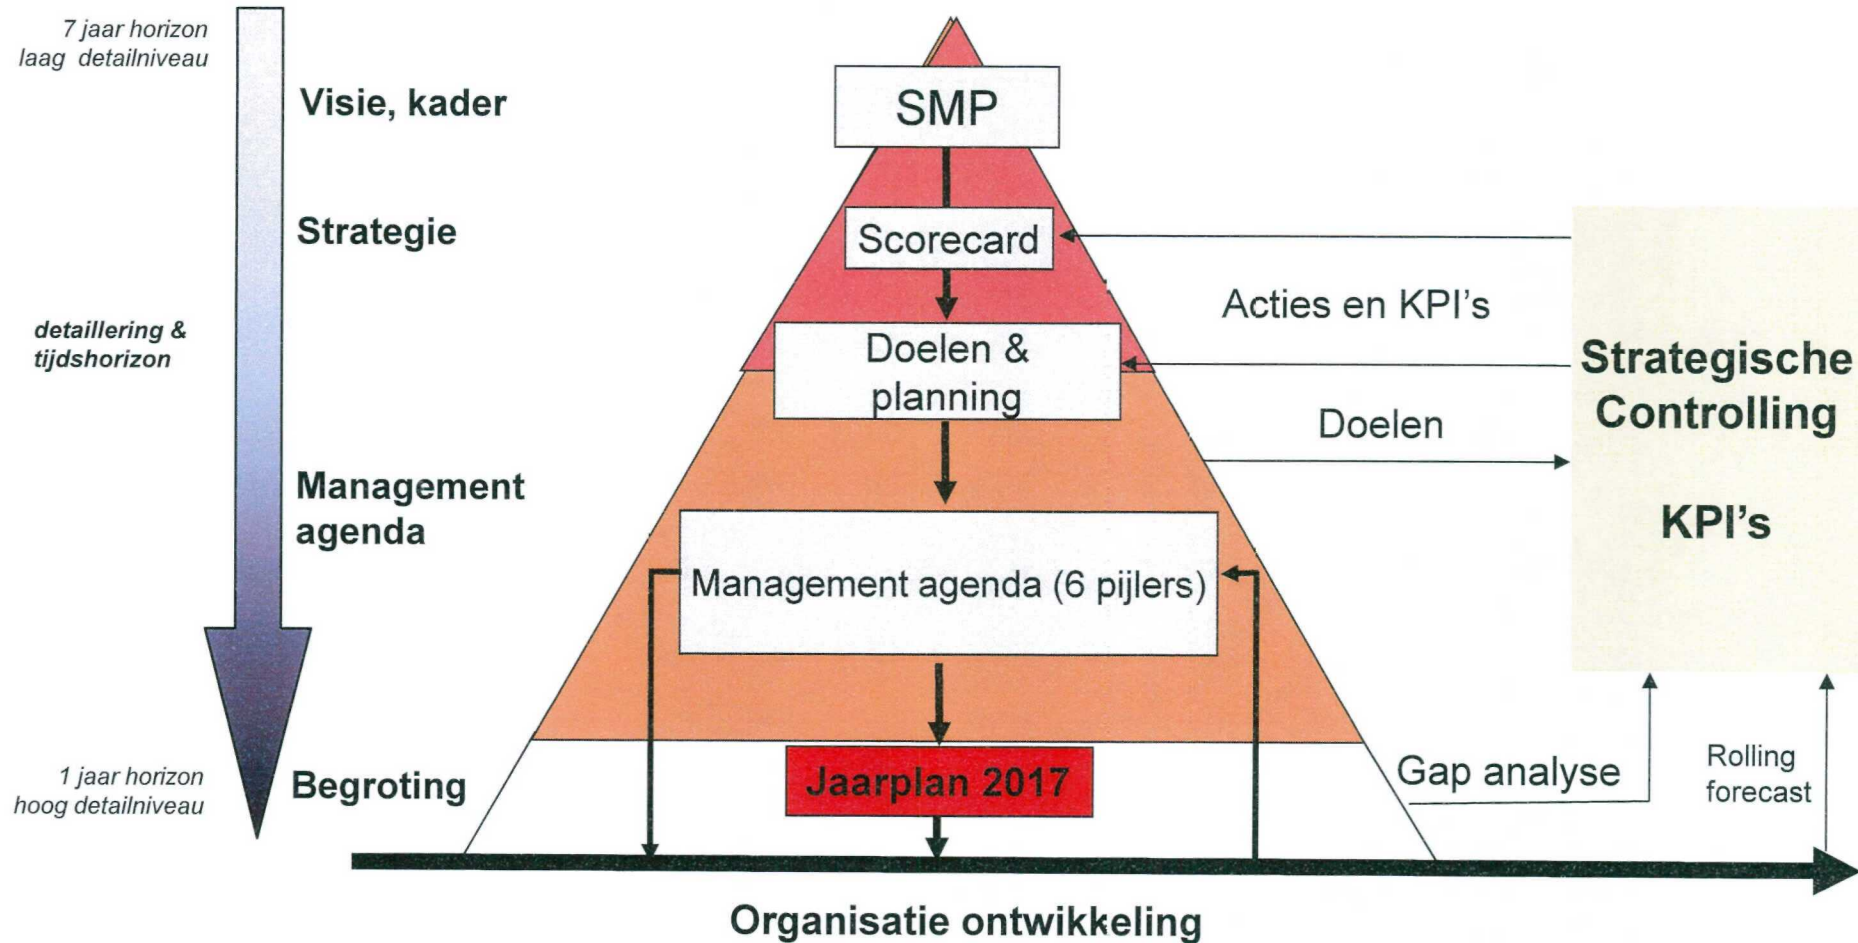 7 jaar horizon
laag detailniveau
Visie, kader
SMP
Strategie
Scorecard
Acties en KPI's
detaillering &
tijdshorizon
Doelen &
planning
Strategische
Controlling
KPI's
Doelen
Management
agenda
Management agenda (6 pijlers)
1 jaar horizon
hoog detailniveau
Begroting
Jaarplan 2017
Gap analyse
Rolling
forecast
Organisatie ontwikkeling